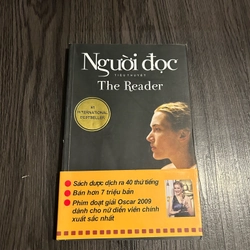 Người đọc
TIỂU THUYẾT
The Reader
#1
INTERNATIONAL
BESTSELLER
Sách được dịch ra 40 thứ tiếng
Bán hơn 7 triệu bản
Phim đoạt giải Oscar 2009
dành cho nữ diễn viên chính
xuất sắc nhất